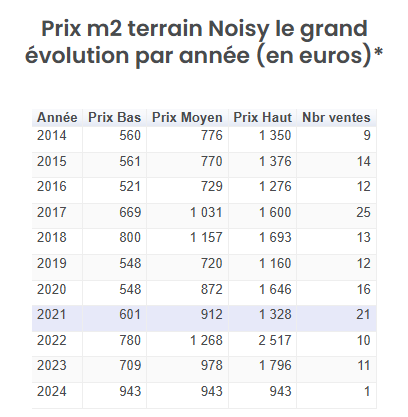 Prix m2 terrain Noisy le grand
évolution par année (en euros)*
Année Prix Bas Prix Moyen Prix Haut Nbr ventes
2014 560 776 1 350 9
2015 561 770 1 376 14
2016 521 729 1 276 12
2017 669 1 031 1 600 25
2018 800 1 157 1 693 13
2019 548 720 1 160 12
2020 548 872 1 646 16
2021 601 912 1 328 21
2022 780 1 268 2 517 10
2023 709 978 1 796 11
2024 943 943 943 1